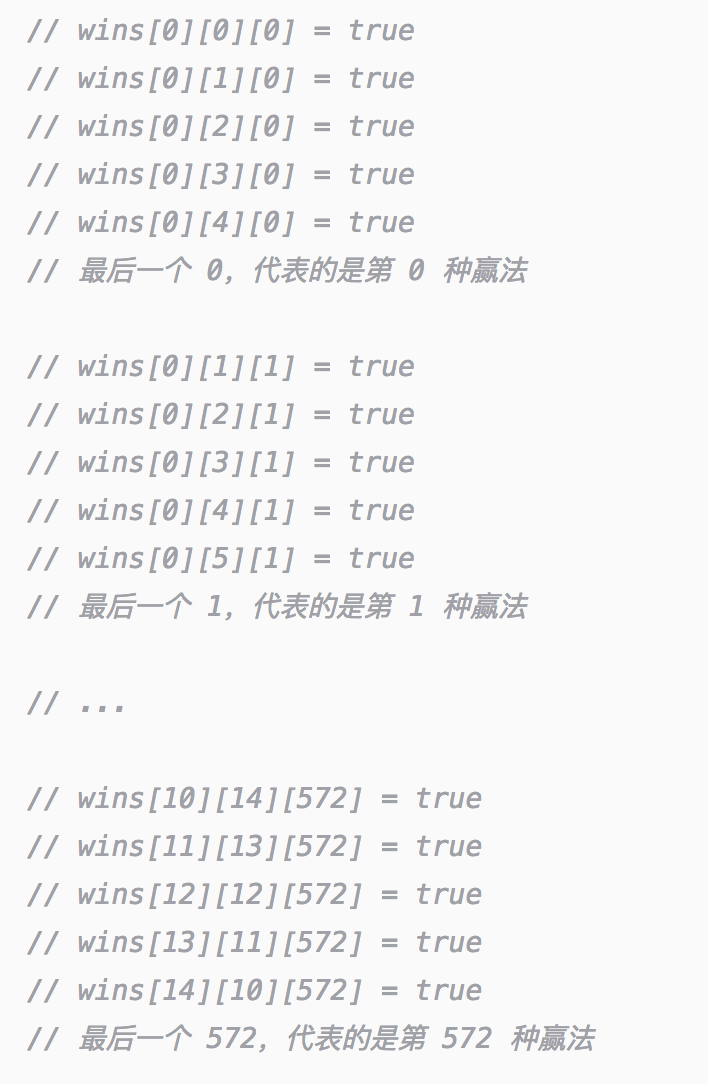 // wins[0][0][0] = true
// wins[0][1][0] = true
// wins[0][2][0] = true
// wins[0][3][0] = true
// wins[0][4][0] = true
// 最后一个 0, 代表的是第 0 种赢法
// wins[0][1][1] = true
// wins[0][2][1] = true
// wins[0][3][1] = true
// wins[0][4][1] = true
// wins[0][5][1] = true
// 最后一个 1, 代表的是第 1 种赢法
// ...
// wins[10][14][572] = true
// wins[11][13][572] = true
// wins[12][12][572] = true
// wins[13][11][572] = true
// wins[14][10][572] = true
// 最后一个 572, 代表的是第 572 种赢法